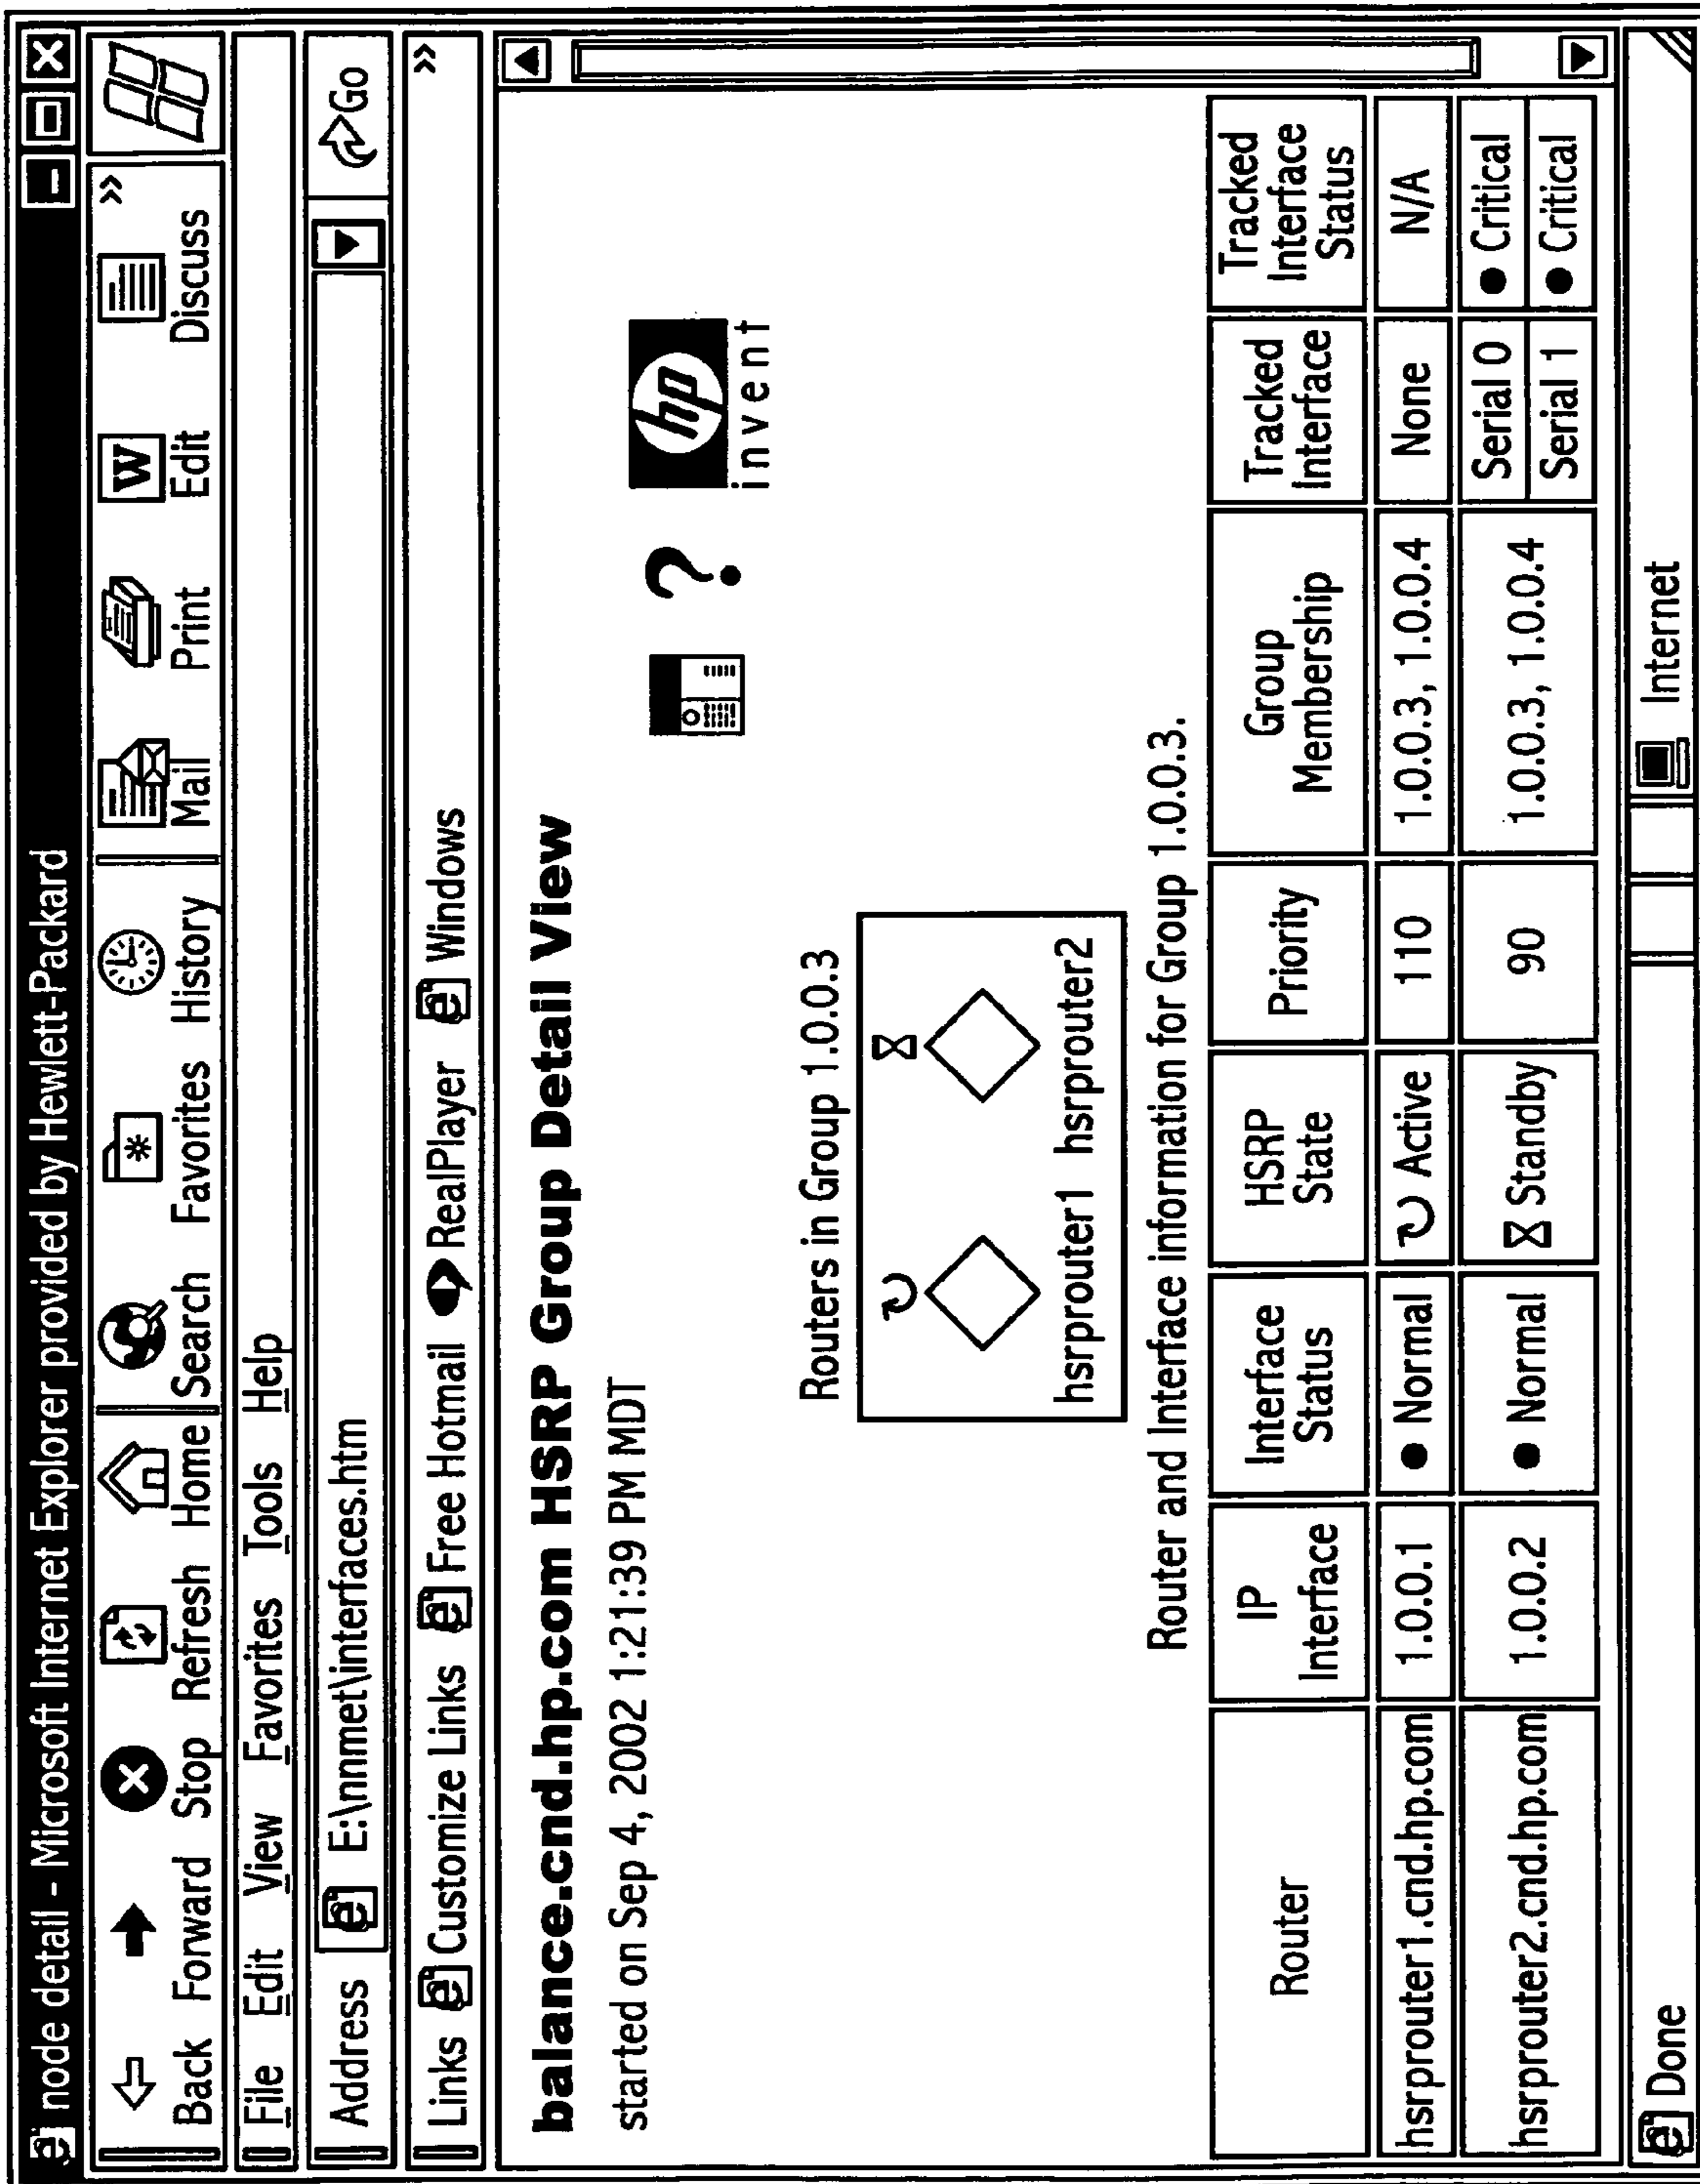 node detail - Microsoft Internet Explorer provided by Hewlett-Packard
Back Forward Stop Refresh Home Search Favorites History Mail Print Edit Discuss »
File Edit View Favorites Tools Help
Address E:\nnmet\interfaces.htm Go
Links Customize Links Free Hotmail RealPlayer Windows »
balance.cnd.hp.com HSRP Group Detail View
started on Sep 4, 2002 1:21:39 PM MDT
? hp
invent
Routers in Group 1.0.0.3
hsrprouter1 hsrprouter2
Router and Interface information for Group 1.0.0.3.
Router IP Interface Interface Status HSRP State Priority Group Membership Tracked Interface Tracked Interface Status
hsrprouter1.cnd.hp.com 1.0.0.1 ● Normal Active 110 1.0.0.3, 1.0.0.4 None N/A
hsrprouter2.cnd.hp.com 1.0.0.2 ● Normal Standby 90 1.0.0.3, 1.0.0.4 Serial 0 ● Critical
Serial 1 ● Critical
Done Internet